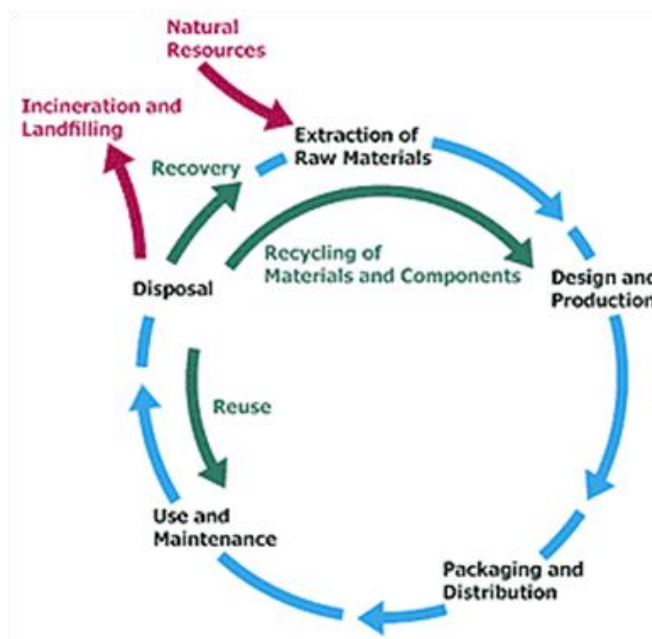 Natural
Resources
Incineration and
Landfilling
Extraction of
Raw Materials
Recovery
Recycling of
Materials and Components
Disposal
Design and
Production
Reuse
Use and
Maintenance
Packaging and
Distribution